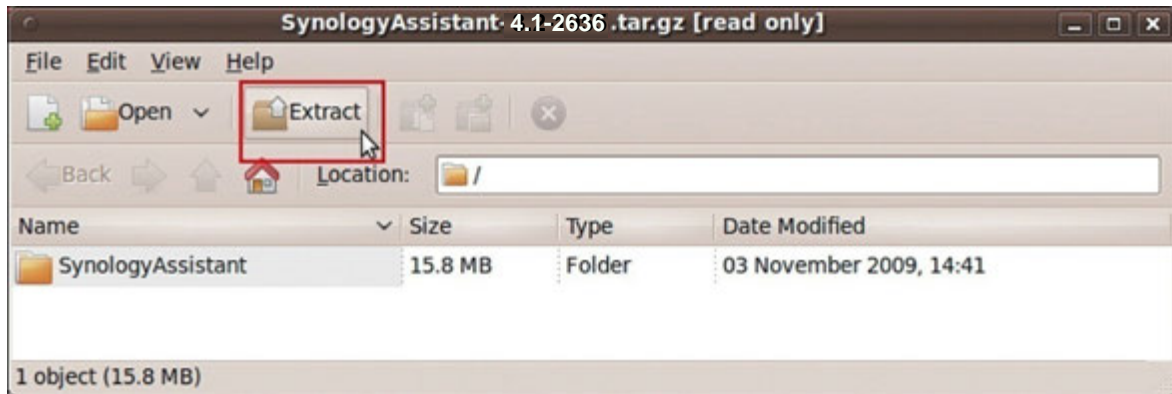 SynologyAssistant- 4.1-2636 .tar.gz [read only]
File Edit View Help
Open Extract
Back Location: /
Name Size Type Date Modified
SynologyAssistant 15.8 MB Folder 03 November 2009, 14:41
1 object (15.8 MB)